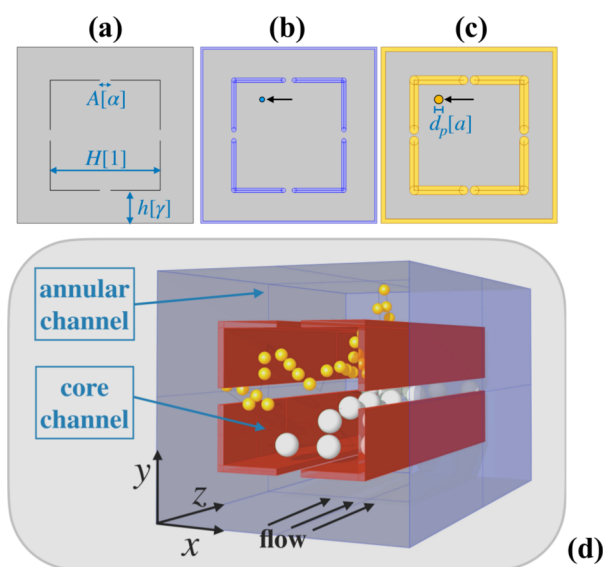 (a)
(b)
(c)
A[α]
H[1]
h[γ]
d_p[a]
annular
channel
core
channel
y
z
x
flow
(d)